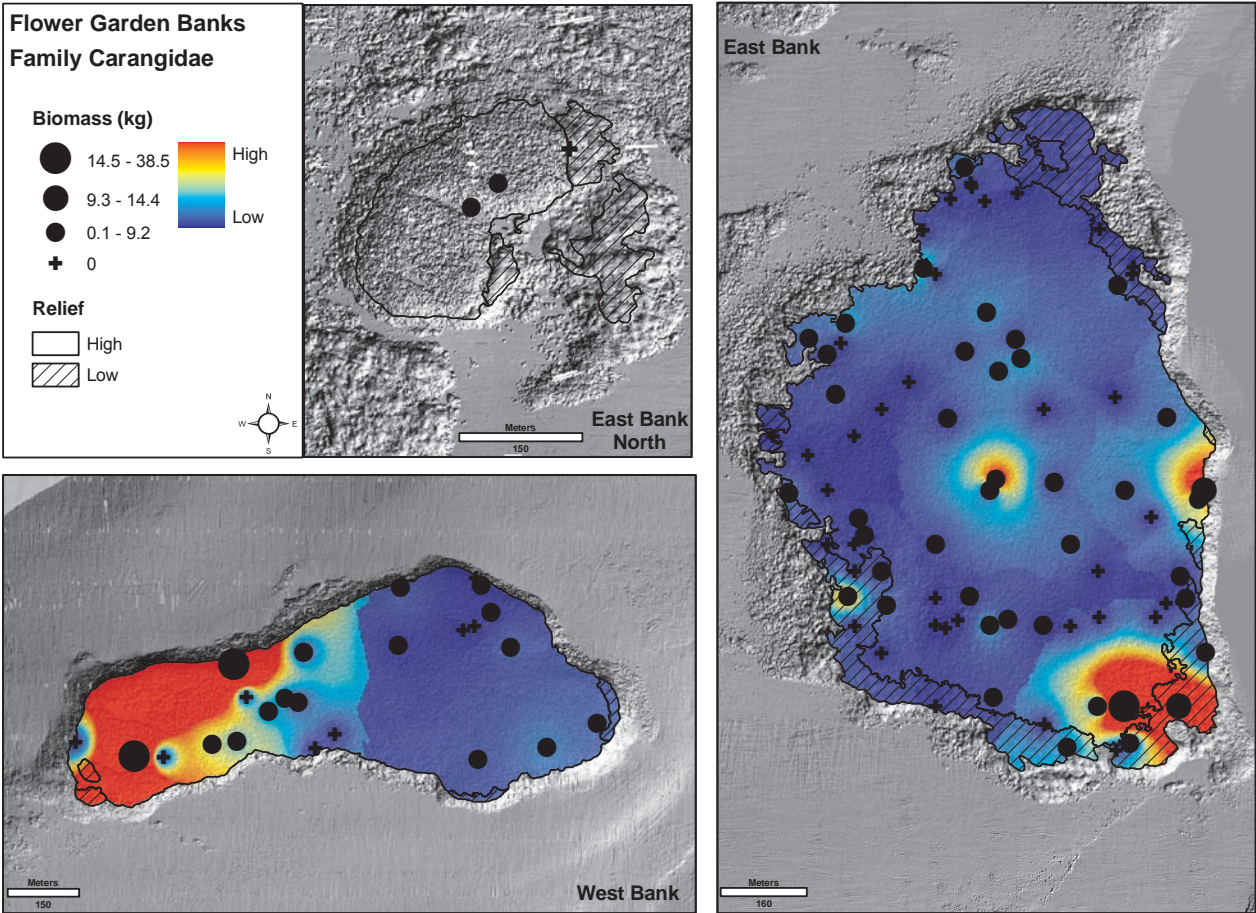 Flower Garden Banks
Family Carangidae
Biomass (kg)
14.5 - 38.5
9.3 - 14.4
0.1 - 9.2
0
High
Low
Relief
High
Low
N
W E
S
East Bank
North
Meters
150
East Bank
Meters
160
West Bank
Meters
150